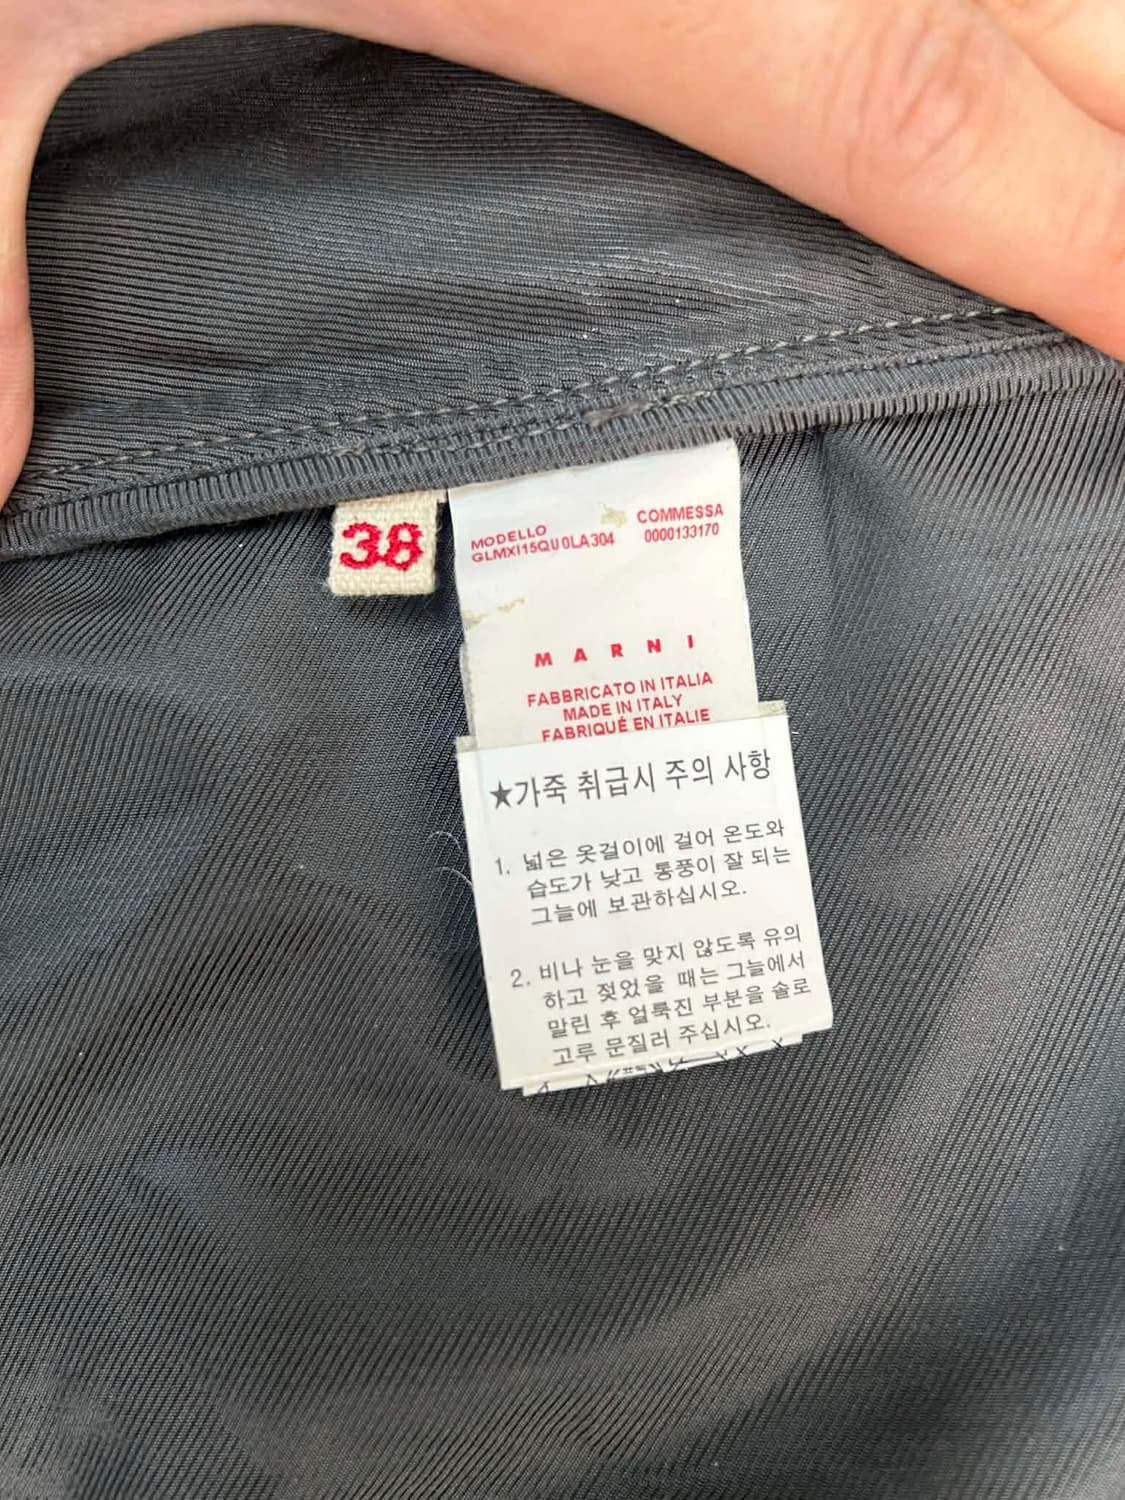 38
MODELLO
GLMXI15QU0LA304
COMMESSA
0000133170
MARNI
FABBRICATO IN ITALIA
MADE IN ITALY
FABRIQUÉ EN ITALIE
★가죽 취급시 주의 사항
1. 넓은 옷걸이에 걸어 온도와
습도가 낮고 통풍이 잘 되는
그늘에 보관하십시오.
2. 비나 눈을 맞지 않도록 유의
하고 젖었을 때는 그늘에서
말린 후 얼룩진 부분을 솔로
고루 문질러 주십시오.